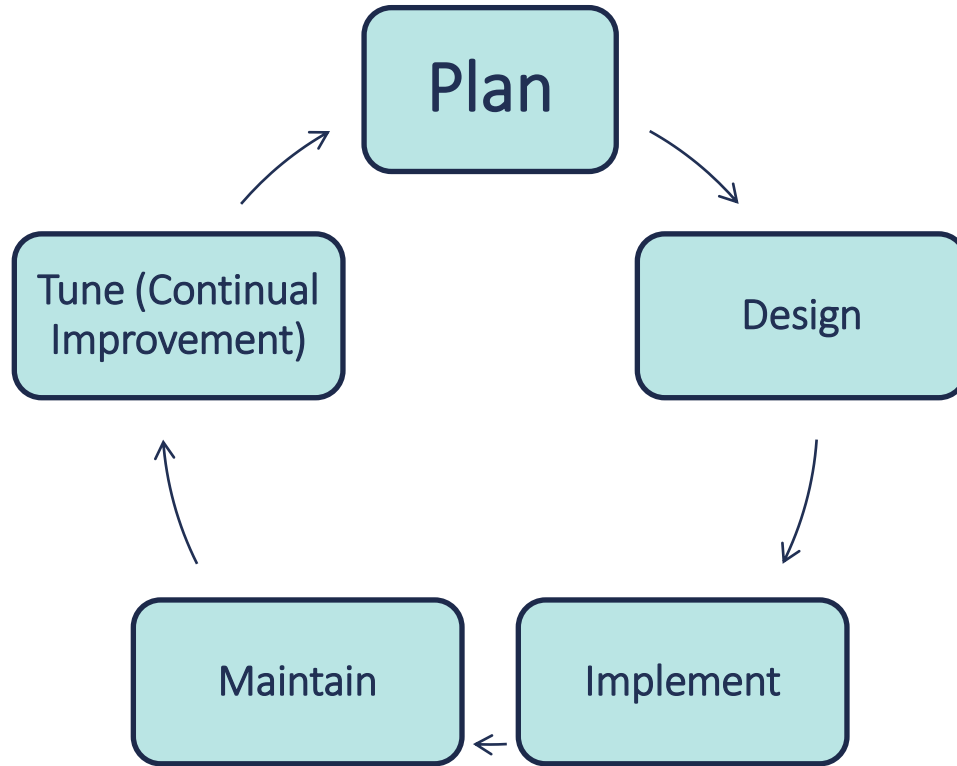 Plan
Design
Implement
Maintain
Tune (Continual
Improvement)